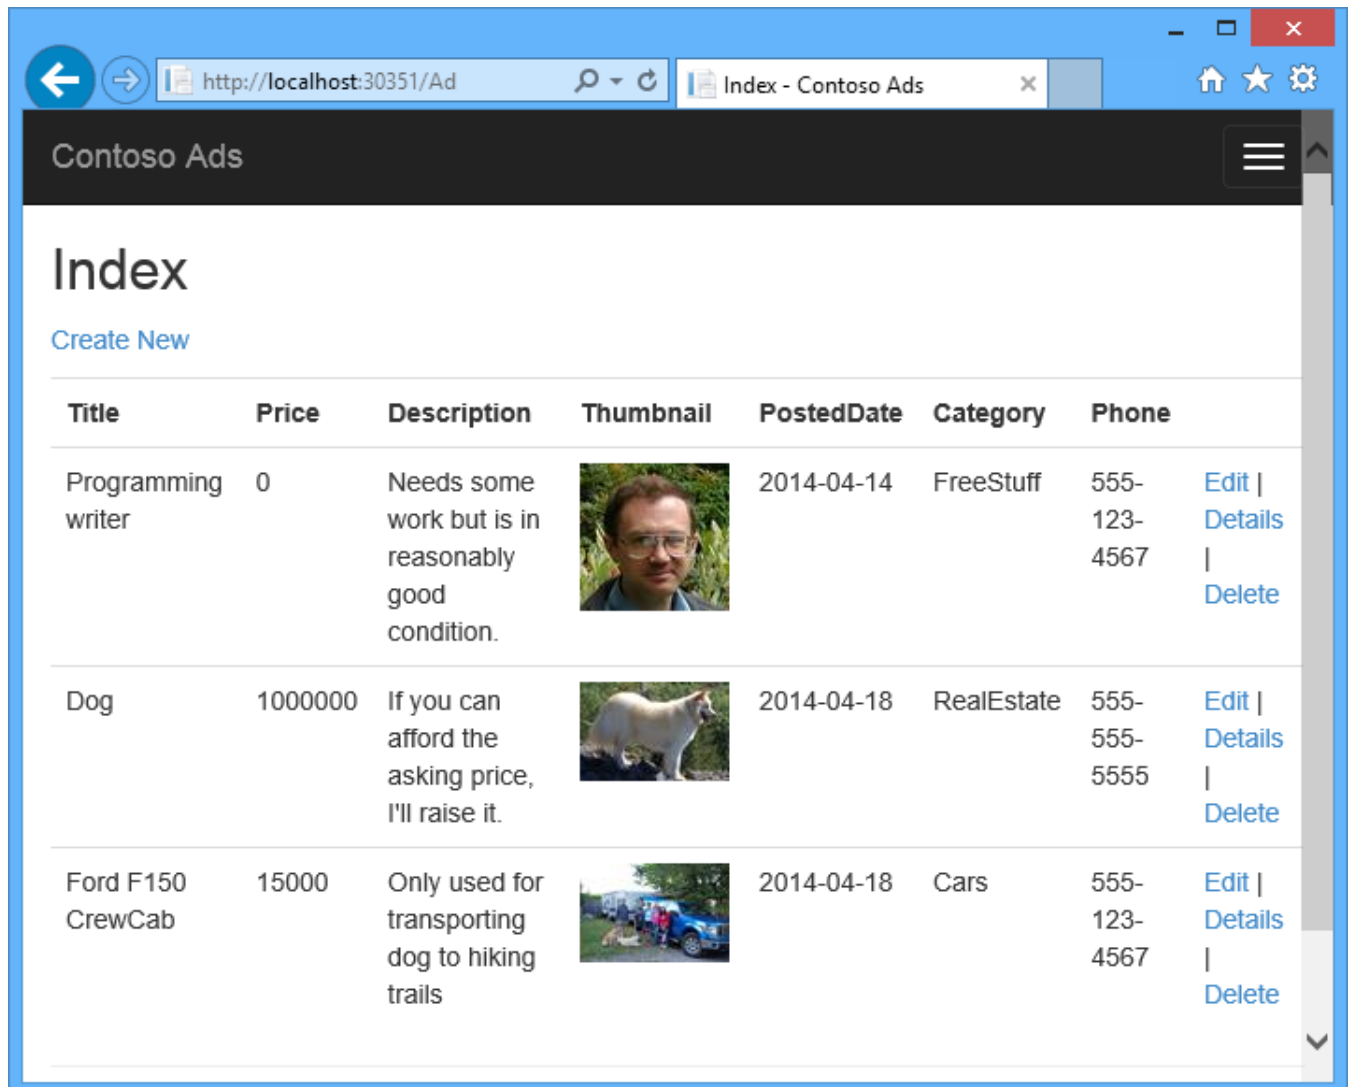 http://localhost:30351/Ad
Index - Contoso Ads
Contoso Ads
Index
Create New
Title Price Description Thumbnail PostedDate Category Phone
Programming 0 Needs some 2014-04-14 FreeStuff 555- Edit |
writer work but is in 123- Details
reasonably 4567 |
good Delete
condition.
Dog 1000000 If you can 2014-04-18 RealEstate 555- Edit |
afford the 555- Details
asking price, 5555 |
I'll raise it. Delete
Ford F150 15000 Only used for 2014-04-18 Cars 555- Edit |
CrewCab transporting 123- Details
dog to hiking 4567 |
trails Delete